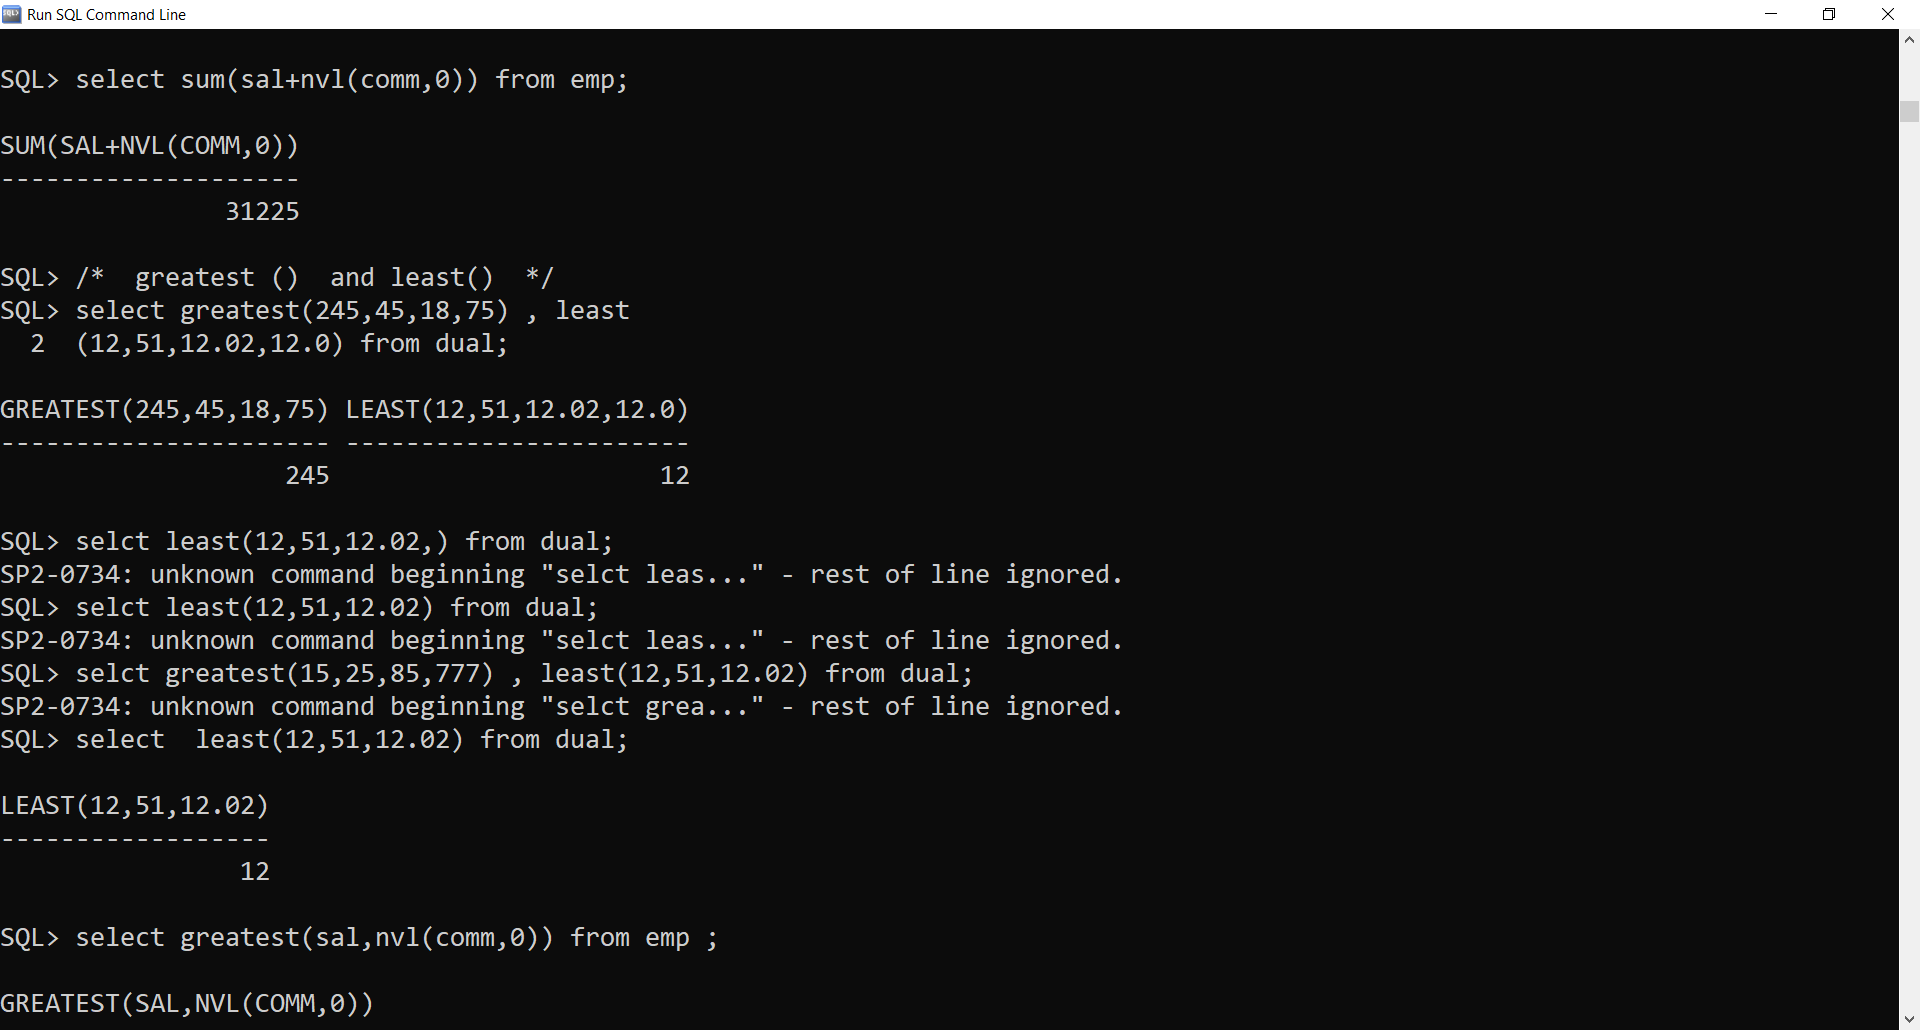 Run SQL Command Line
SQL> select sum(sal+nvl(comm,0)) from emp;
SUM(SAL+NVL(COMM,0))
--------------------
31225
SQL> /*  greatest ()  and least()  */
SQL> select greatest(245,45,18,75) , least
2  (12,51,12.02,12.0) from dual;
GREATEST(245,45,18,75) LEAST(12,51,12.02,12.0)
---------------------- -----------------------
245                      12
SQL> selct least(12,51,12.02,) from dual;
SP2-0734: unknown command beginning "selct leas..." - rest of line ignored.
SQL> selct least(12,51,12.02) from dual;
SP2-0734: unknown command beginning "selct leas..." - rest of line ignored.
SQL> selct greatest(15,25,85,777) , least(12,51,12.02) from dual;
SP2-0734: unknown command beginning "selct grea..." - rest of line ignored.
SQL> select  least(12,51,12.02) from dual;
LEAST(12,51,12.02)
------------------
12
SQL> select greatest(sal,nvl(comm,0)) from emp ;
GREATEST(SAL,NVL(COMM,0))